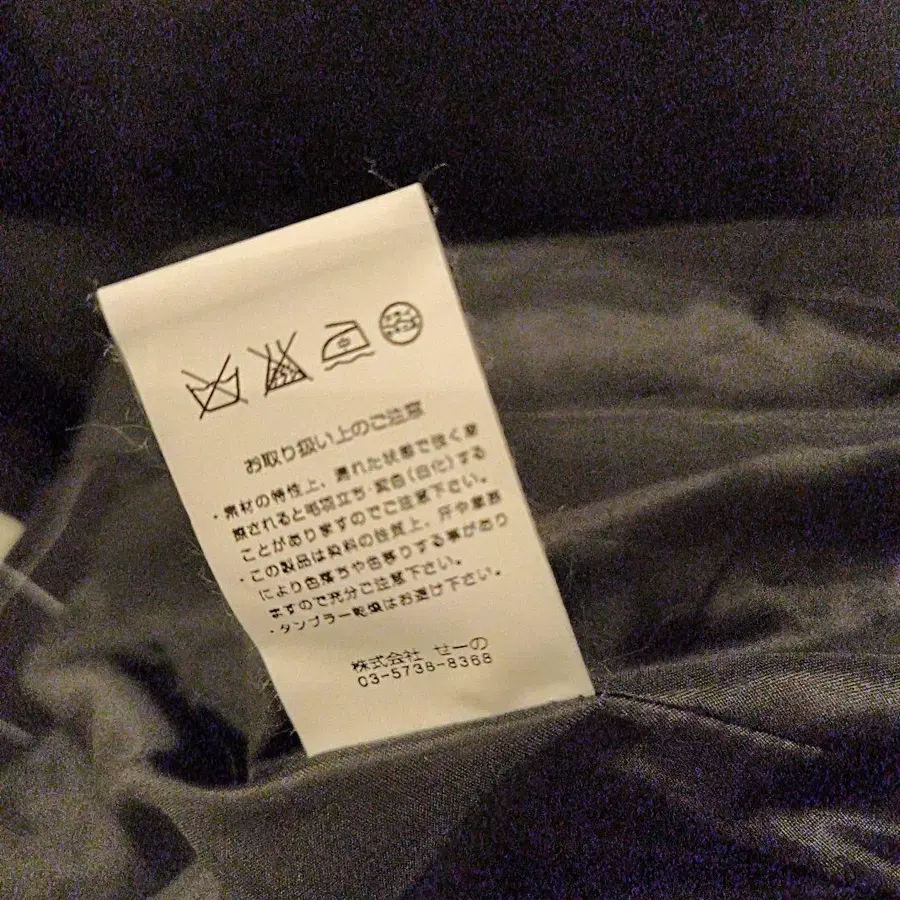 お取り扱い上のご注意
・素材の特性上、濡れた状態で強く摩
擦されると毛羽立ち・変色(白化)する
ことがありますのでご注意下さい。
・この製品は染料の性質上、汗や摩擦
により色落ちや色移りする事があり
ますので充分ご注意下さい。
・タンブラー乾燥はお避け下さい。
株式会社 せーの
03-5738-8368